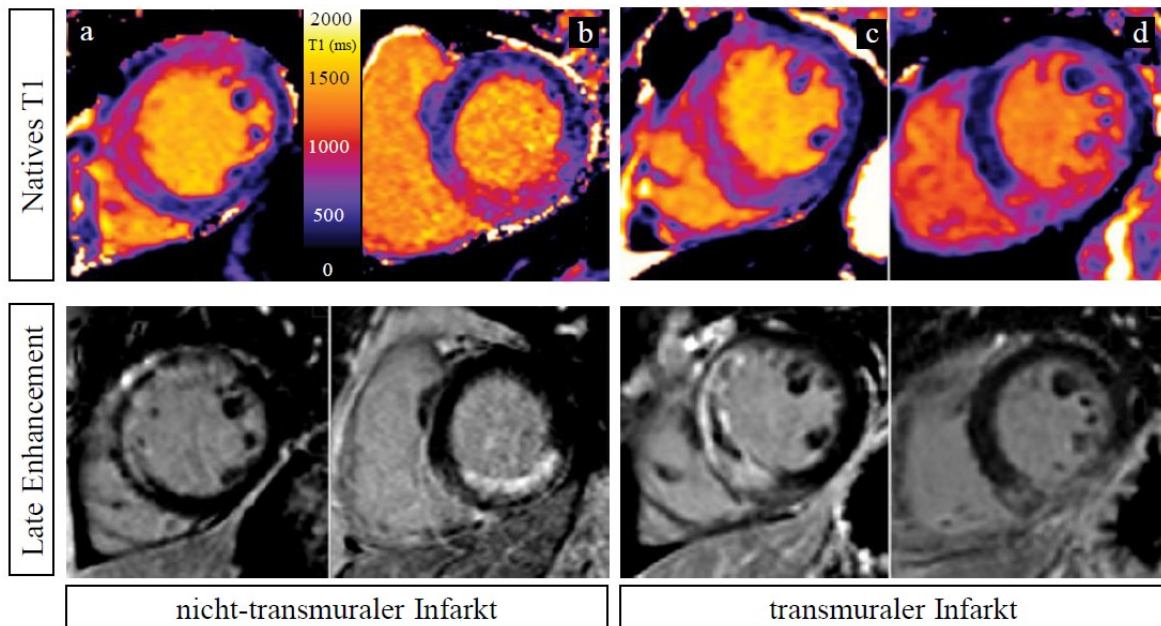 Natives T1
a
2000
T1 (ms)
1500
1000
500
0
b
c
d
Late Enhancement
nicht-transmuraler Infarkt
transmuraler Infarkt